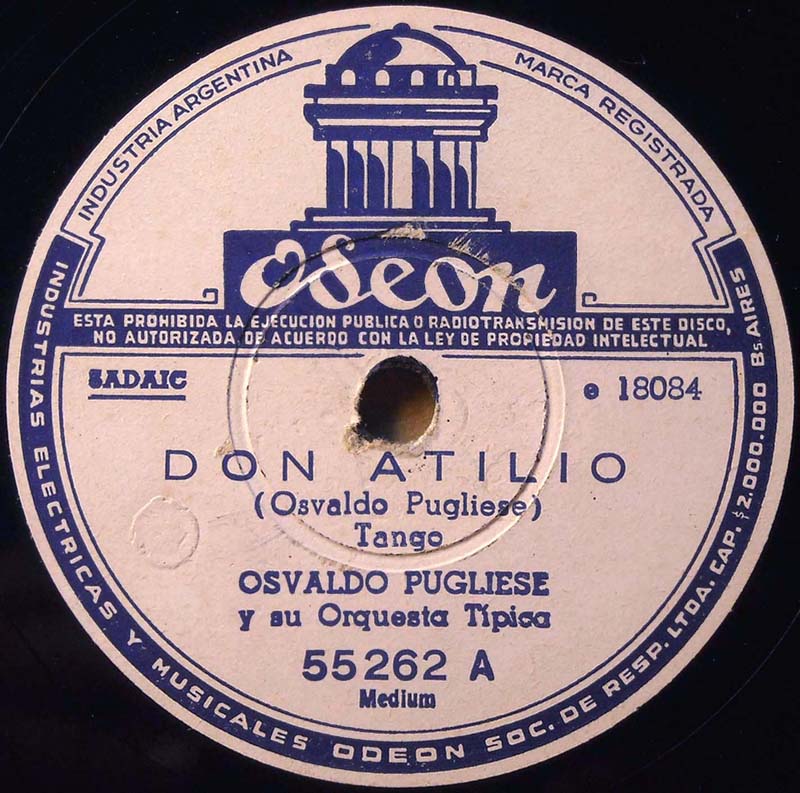 INDUSTRIA ARGENTINA
MARCA REGISTRADA
Odeon
ESTA PROHIBIDA LA EJECUCION PUBLICA O RADIOTRANSMISION DE ESTE DISCO,
NO AUTORIZADA, DE ACUERDO CON LA LEY DE PROPIEDAD INTELECTUAL
SADAIC
e 18084
DON ATILIO
(Osvaldo Pugliese)
Tango
OSVALDO PUGLIESE
y su Orquesta Típica
55262 A
Medium
INDUSTRIAS ELECTRICAS Y MUSICALES ODEON SOC. DE RESP. LTDA. CAP. $2.000.000 Bs. AIRES